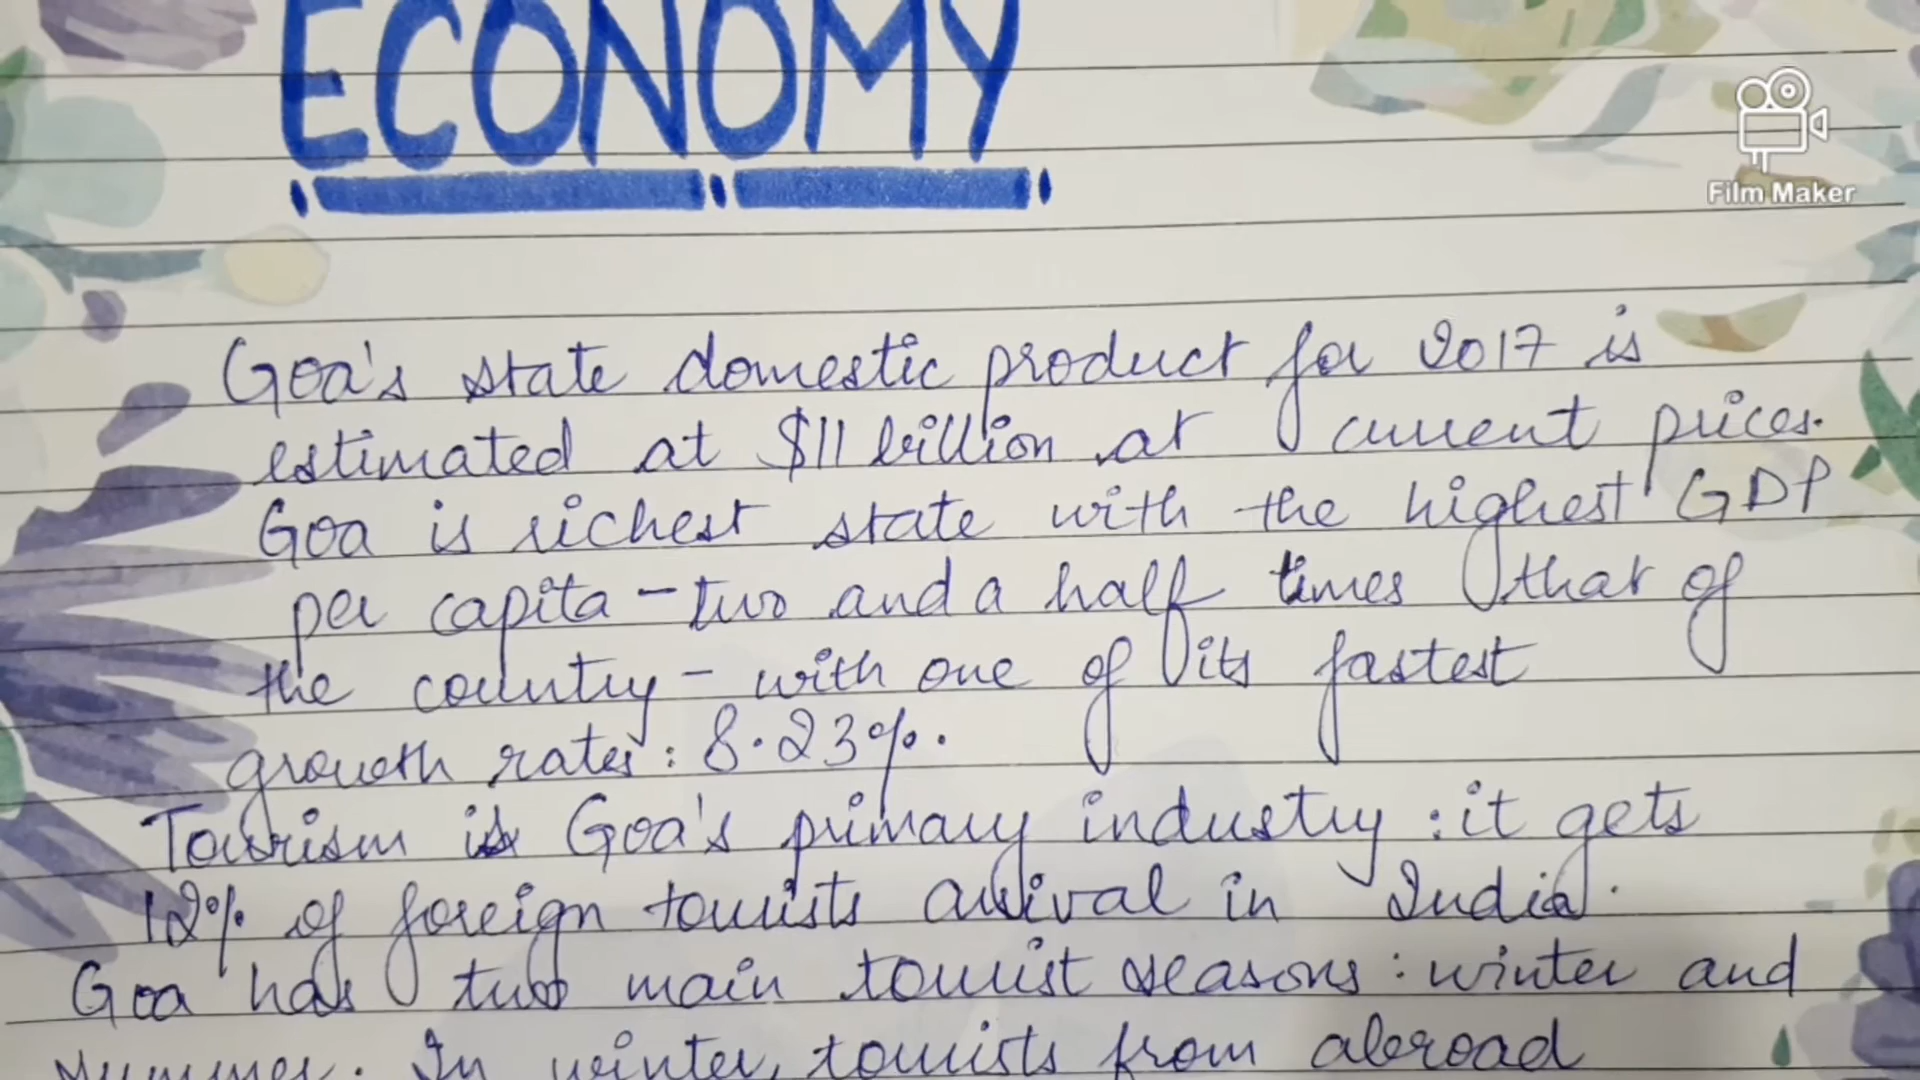 ECONOMY
Film Maker
Goa's state domestic product for 2017 is
estimated at $11 billion at current prices.
Goa is richest state with the highest GDP
per capita - two and a half times that of
the country - with one of its fastest
growth rates : 8.23%.
Tourism is Goa's primary industry : it gets
12% of foreign tourists arrival in India.
Goa has two main tourist seasons : winter and
summer. In winter, tourists from abroad